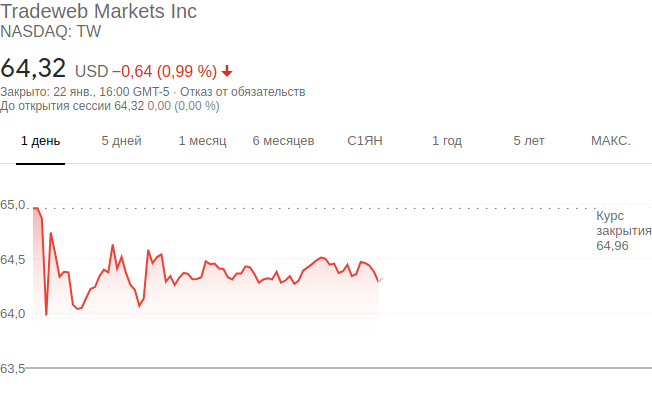 Tradeweb Markets Inc
NASDAQ: TW
64,32 USD −0,64 (0,99 %)
Закрыто: 22 янв., 16:00 GMT-5 · Отказ от обязательств
До открытия сессии 64,32 0,00 (0,00 %)
1 день 5 дней 1 месяц 6 месяцев С1ЯН 1 год 5 лет МАКС.
65,0
Курс
закрытия
64,96
64,5
64,0
63,5